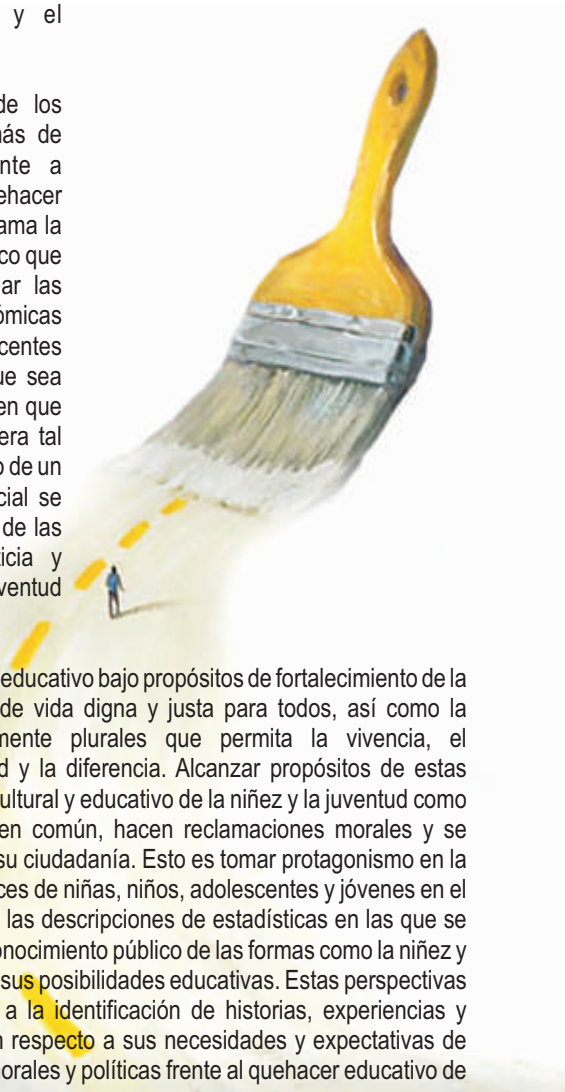 y el
de los
más de
nte a
ehacer
ama la
co que
ar las
ómicas
centes
ue sea
en que
era tal
o de un
cial se
de las
ticia y
ventud
educativo bajo propósitos de fortalecimiento de la
de vida digna y justa para todos, así como la
mente plurales que permita la vivencia, el
d y la diferencia. Alcanzar propósitos de estas
ultural y educativo de la niñez y la juventud como
en común, hacen reclamaciones morales y se
su ciudadanía. Esto es tomar protagonismo en la
ces de niñas, niños, adolescentes y jóvenes en el
las descripciones de estadísticas en las que se
onocimiento público de las formas como la niñez y
sus posibilidades educativas. Estas perspectivas
a la identificación de historias, experiencias y
n respecto a sus necesidades y expectativas de
orales y políticas frente al quehacer educativo de